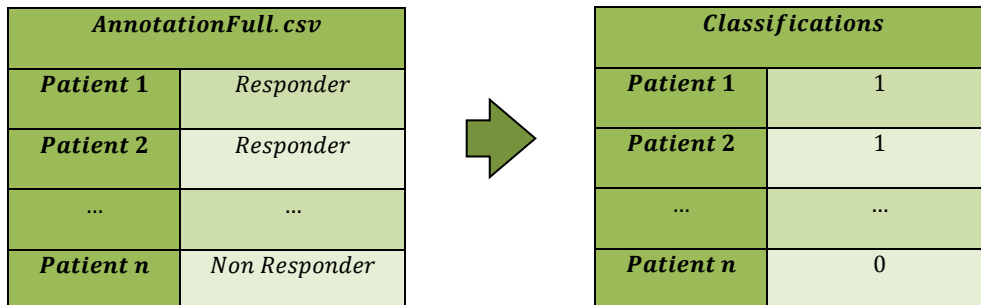 AnnotationFull.csv
Patient 1 Responder
Patient 2 Responder
... ...
Patient n Non Responder
Classifications
Patient 1 1
Patient 2 1
... ...
Patient n 0